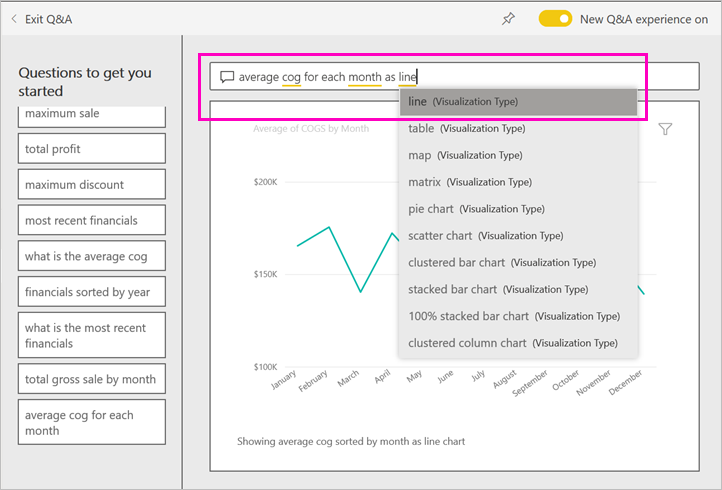 Exit Q&A
New Q&A experience on
Questions to get you
started
maximum sale
total profit
maximum discount
most recent financials
what is the average cog
financials sorted by year
what is the most recent
financials
total gross sale by month
average cog for each
month
average cog for each month as line
line (Visualization Type)
table (Visualization Type)
map (Visualization Type)
matrix (Visualization Type)
pie chart (Visualization Type)
scatter chart (Visualization Type)
clustered bar chart (Visualization Type)
stacked bar chart (Visualization Type)
100% stacked bar chart (Visualization Type)
clustered column chart (Visualization Type)
Average of COGS by Month
$200K
$150K
$100K
January
February
March
April
May
June
July
August
September
October
November
December
Showing average cog sorted by month as line chart